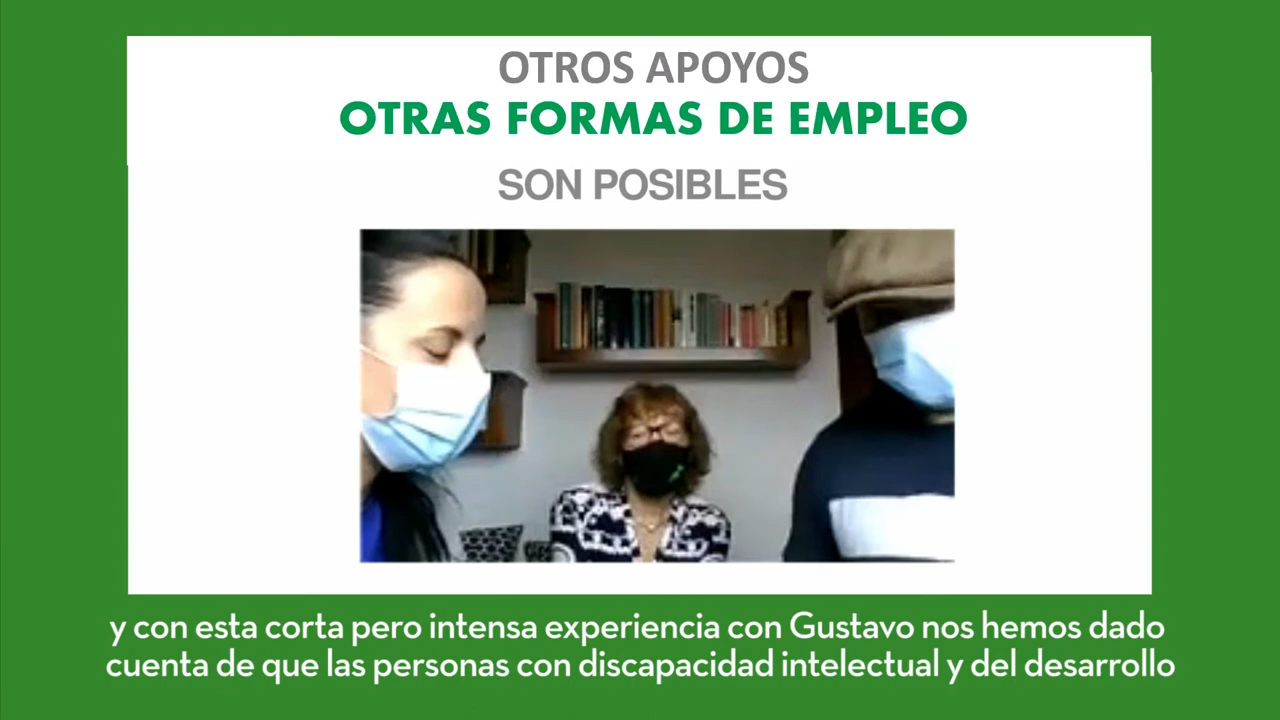 OTROS APOYOS
OTRAS FORMAS DE EMPLEO
SON POSIBLES
y con esta corta pero intensa experiencia con Gustavo nos hemos dado
cuenta de que las personas con discapacidad intelectual y del desarrollo